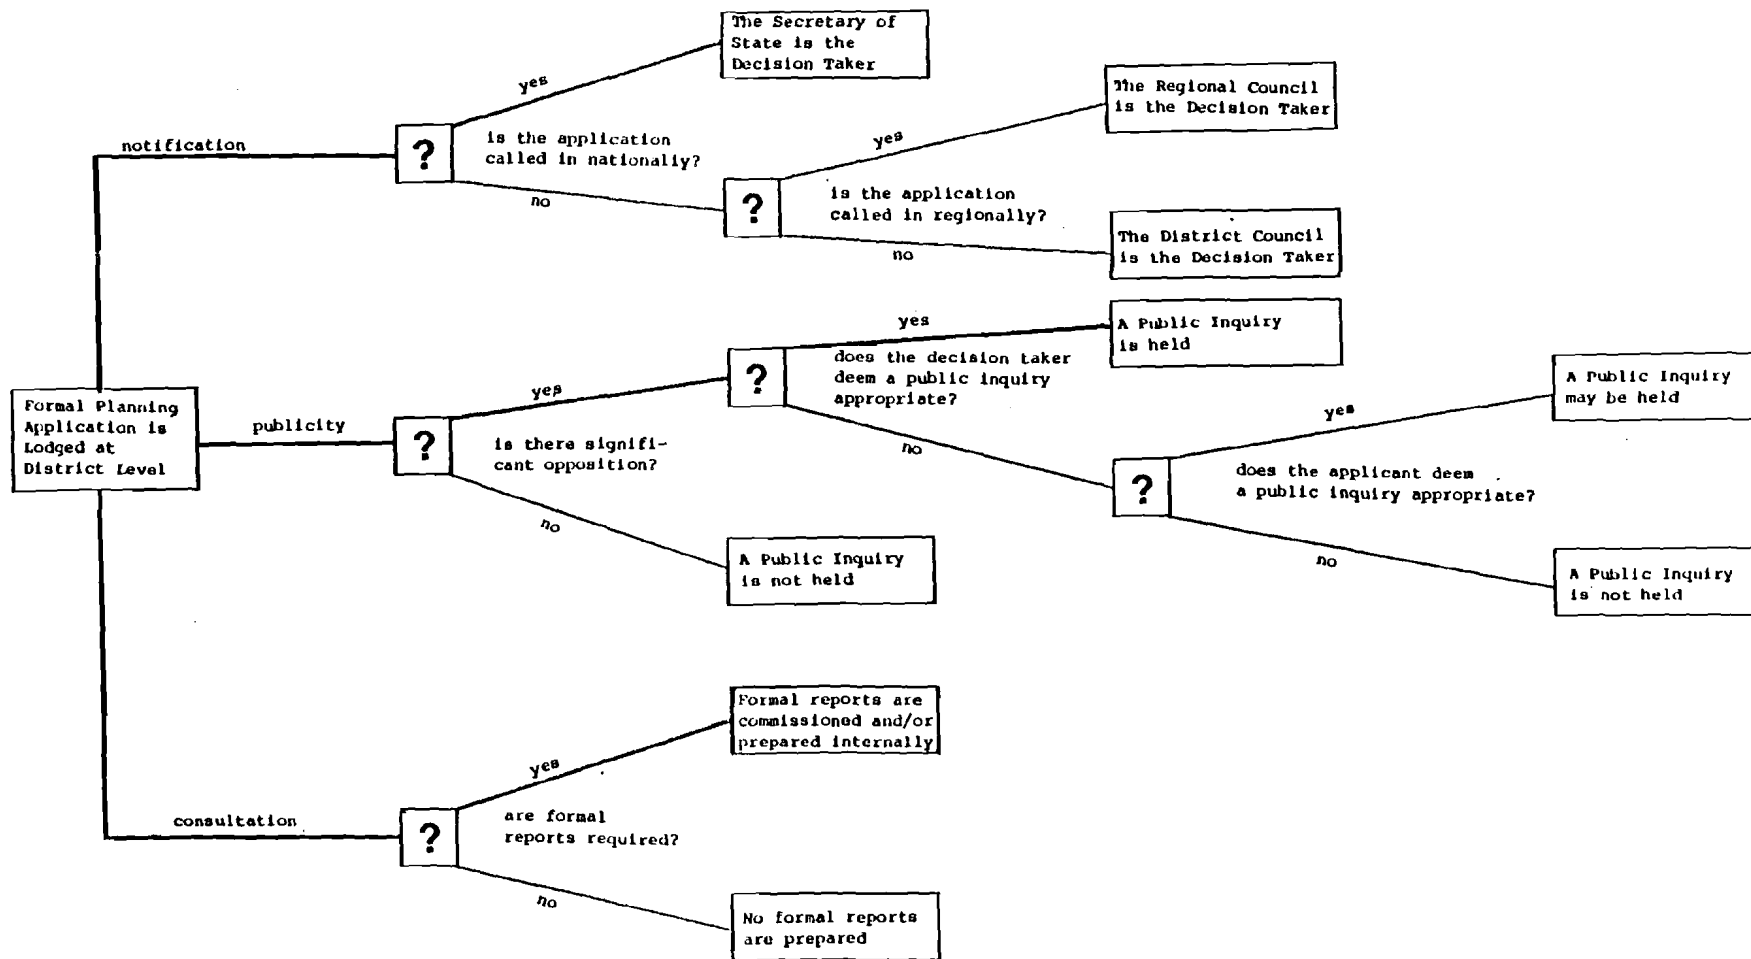 The Secretary of
State is the
Decision Taker
yes
The Regional Council
is the Decision Taker
notification
?
is the application
called in nationally?
yes
no
?
is the application
called in regionally?
The District Council
is the Decision Taker
no
yes
A Public Inquiry
is held
?
does the decision taker
deem a public inquiry
appropriate?
Formal Planning
Application is
Lodged at
District Level
publicity
yes
?
is there signifi-
cant opposition?
no
yes
A Public Inquiry
may be held
?
does the applicant deem
a public inquiry appropriate?
no
A Public Inquiry
is not held
no
A Public Inquiry
is not held
Formal reports are
commissioned and/or
prepared internally
yes
consultation
?
are formal
reports required?
no
No formal reports
are prepared